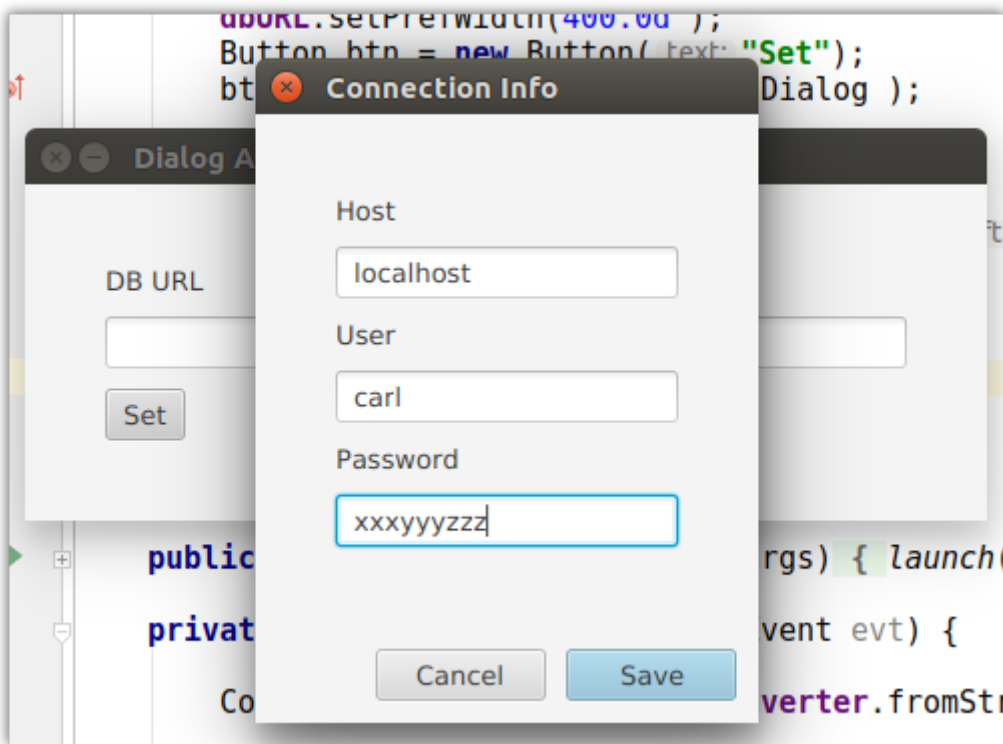 dbURL.setPrefWidth(400.0d );
Button btn = new Button( text: "Set");
bt
Dialog );
Connection Info
Dialog A
Host
localhost
DB URL
User
carl
Set
Password
xxxyyyzzz
public
rgs) { launch(
privat
vent evt) {
Cancel
Save
Co
verter.fromStr